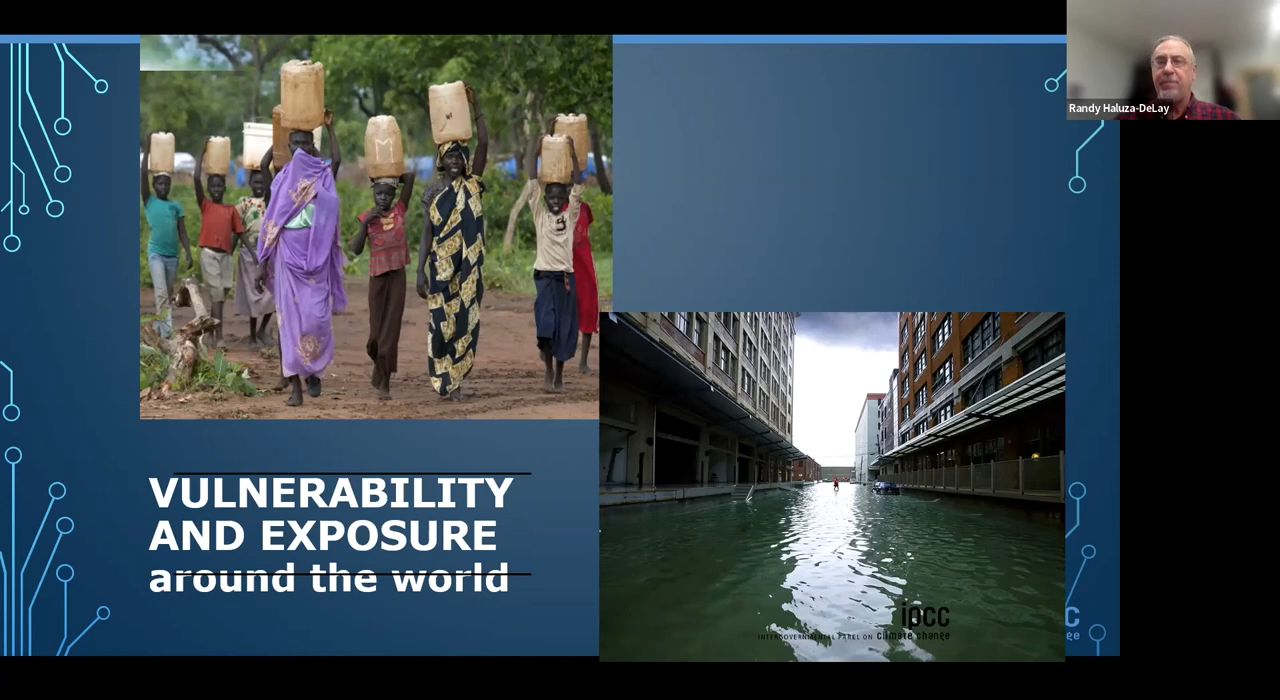 Randy Haluza-DeLay
VULNERABILITY
AND EXPOSURE
around the world
ipcc
INTERGOVERNMENTAL PANEL ON climate change